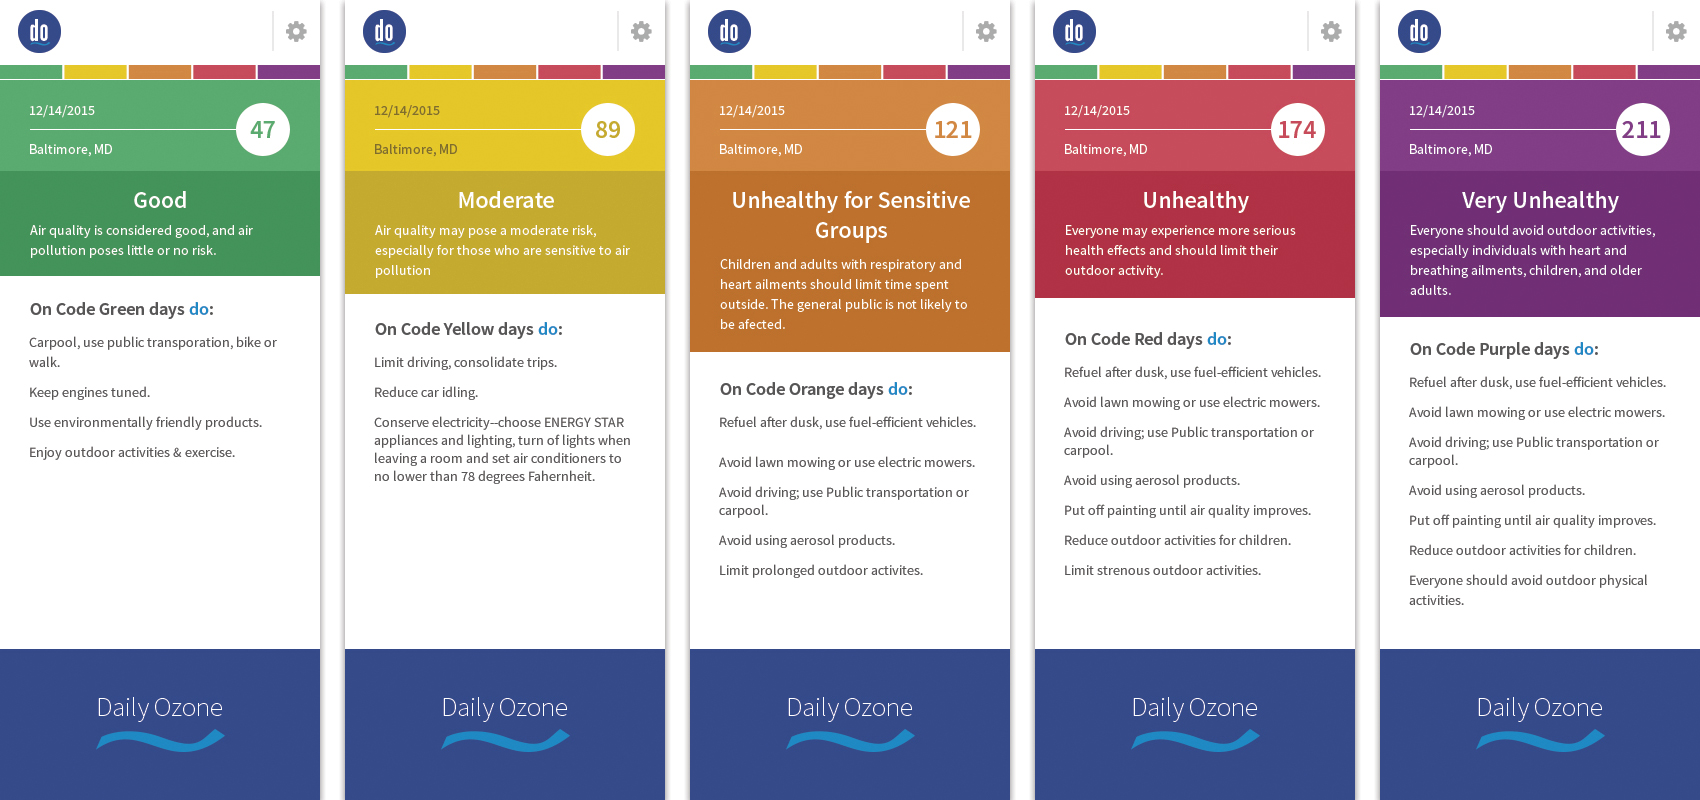 do
12/14/2015
47
Baltimore, MD
Good
Air quality is considered good, and air
pollution poses little or no risk.
On Code Green days do:
Carpool, use public transporation, bike or
walk.
Keep engines tuned.
Use environmentally friendly products.
Enjoy outdoor activities & exercise.
Daily Ozone
do
12/14/2015
89
Baltimore, MD
Moderate
Air quality may pose a moderate risk,
especially for those who are sensitive to air
pollution
On Code Yellow days do:
Limit driving, consolidate trips.
Reduce car idling.
Conserve electricity--choose ENERGY STAR
appliances and lighting, turn of lights when
leaving a room and set air conditioners to
no lower than 78 degrees Fahernheit.
Daily Ozone
do
12/14/2015
121
Baltimore, MD
Unhealthy for Sensitive
Groups
Children and adults with respiratory and
heart ailments should limit time spent
outside. The general public is not likely to
be afected.
On Code Orange days do:
Refuel after dusk, use fuel-efficient vehicles.
Avoid lawn mowing or use electric mowers.
Avoid driving; use Public transportation or
carpool.
Avoid using aerosol products.
Limit prolonged outdoor activites.
Daily Ozone
do
12/14/2015
174
Baltimore, MD
Unhealthy
Everyone may experience more serious
health effects and should limit their
outdoor activity.
On Code Red days do:
Refuel after dusk, use fuel-efficient vehicles.
Avoid lawn mowing or use electric mowers.
Avoid driving; use Public transportation or
carpool.
Avoid using aerosol products.
Put off painting until air quality improves.
Reduce outdoor activities for children.
Limit strenous outdoor activities.
Daily Ozone
do
12/14/2015
211
Baltimore, MD
Very Unhealthy
Everyone should avoid outdoor activities,
especially individuals with heart and
breathing ailments, children, and older
adults.
On Code Purple days do:
Refuel after dusk, use fuel-efficient vehicles.
Avoid lawn mowing or use electric mowers.
Avoid driving; use Public transportation or
carpool.
Avoid using aerosol products.
Put off painting until air quality improves.
Reduce outdoor activities for children.
Everyone should avoid outdoor physical
activities.
Daily Ozone